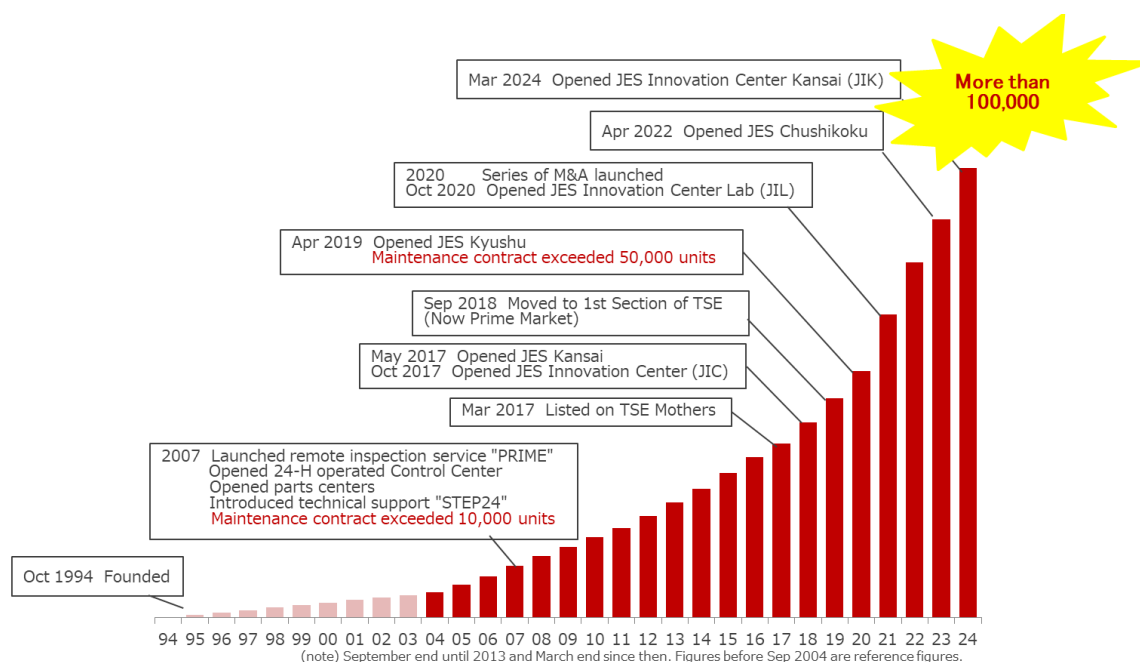 More than
100,000
Mar 2024  Opened JES Innovation Center Kansai (JIK)
Apr 2022  Opened JES Chushikoku
2020        Series of M&A launched
Oct 2020  Opened JES Innovation Center Lab (JIL)
Apr 2019  Opened JES Kyushu
Maintenance contract exceeded 50,000 units
Sep 2018  Moved to 1st Section of TSE
(Now Prime Market)
May 2017  Opened JES Kansai
Oct 2017  Opened JES Innovation Center (JIC)
Mar 2017  Listed on TSE Mothers
2007  Launched remote inspection service "PRIME"
Opened 24-H operated Control Center
Opened parts centers
Introduced technical support "STEP24"
Maintenance contract exceeded 10,000 units
Oct 1994  Founded
94 95 96 97 98 99 00 01 02 03 04 05 06 07 08 09 10 11 12 13 14 15 16 17 18 19 20 21 22 23 24
(note) September end until 2013 and March end since then. Figures before Sep 2004 are reference figures.